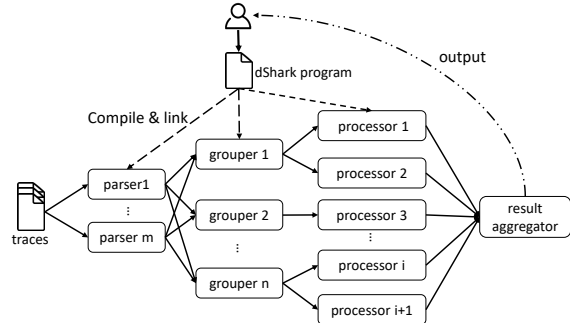 dShark program
output
Compile & link
processor 1
grouper 1
parser1
processor 2
⋮
traces
parser m
grouper 2
processor 3
result
aggregator
⋮
⋮
processor i
grouper n
processor i+1